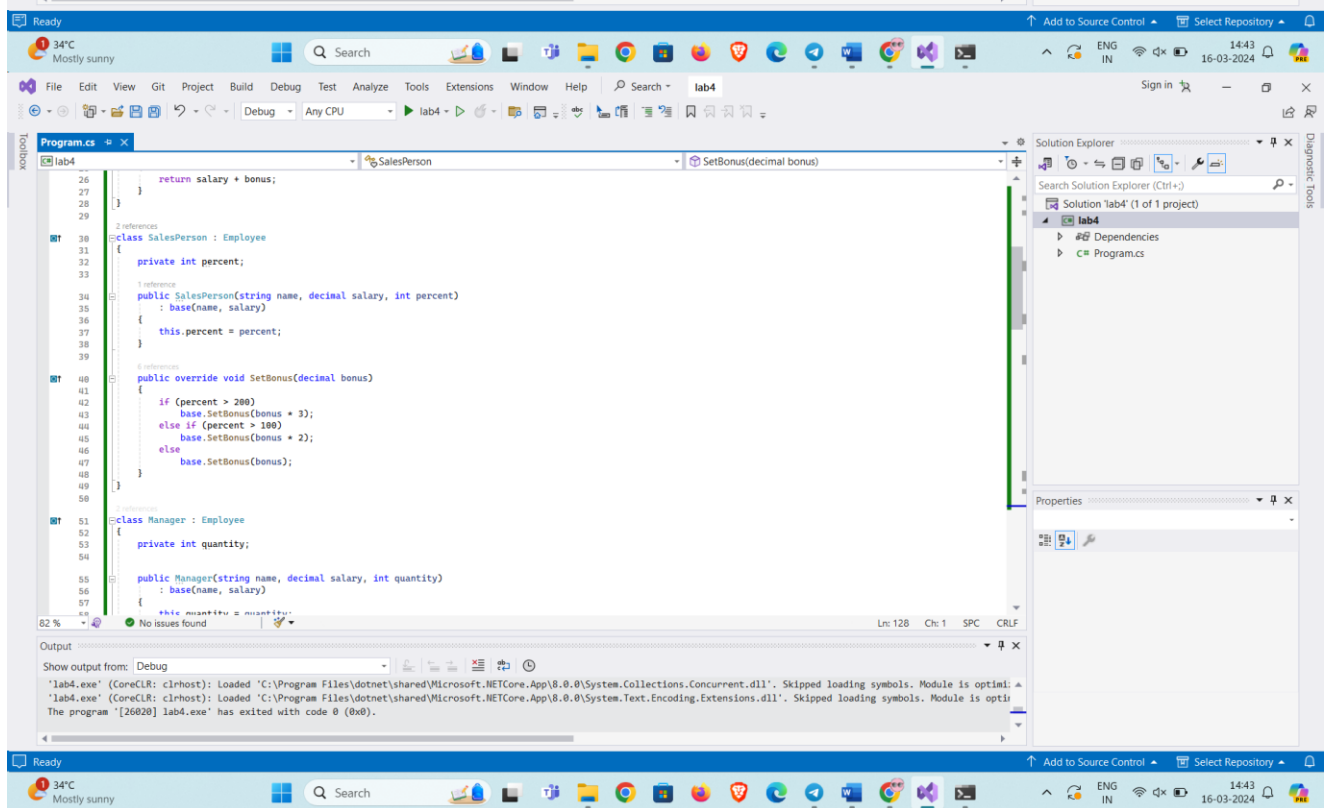 Ready
Add to Source Control
Select Repository
34°C
Mostly sunny
Search
ENG
IN
14:43
16-03-2024
File Edit View Git Project Build Debug Test Analyze Tools Extensions Window Help Search lab4
Sign in
Debug Any CPU lab4
Toolbox
Program.cs
lab4
SalesPerson
SetBonus(decimal bonus)
26 return salary + bonus;
27 }
28 }
29
2 references
30 class SalesPerson : Employee
31 {
32 private int percent;
33
1 reference
34 public SalesPerson(string name, decimal salary, int percent)
35 : base(name, salary)
36 {
37 this.percent = percent;
38 }
39
6 references
40 public override void SetBonus(decimal bonus)
41 {
42 if (percent > 200)
43 base.SetBonus(bonus * 3);
44 else if (percent > 100)
45 base.SetBonus(bonus * 2);
46 else
47 base.SetBonus(bonus);
48 }
49 }
50
2 references
51 class Manager : Employee
52 {
53 private int quantity;
54
55 public Manager(string name, decimal salary, int quantity)
56 : base(name, salary)
57 {
58 this.quantity = quantity;
82 %
No issues found
Ln: 128 Ch: 1 SPC CRLF
Solution Explorer
Search Solution Explorer (Ctrl+;)
Solution 'lab4' (1 of 1 project)
lab4
Dependencies
C# Program.cs
Diagnostic Tools
Properties
Output
Show output from: Debug
'lab4.exe' (CoreCLR: clrhost): Loaded 'C:\Program Files\dotnet\shared\Microsoft.NETCore.App\8.0.0\System.Collections.Concurrent.dll'. Skipped loading symbols. Module is optimi
'lab4.exe' (CoreCLR: clrhost): Loaded 'C:\Program Files\dotnet\shared\Microsoft.NETCore.App\8.0.0\System.Text.Encoding.Extensions.dll'. Skipped loading symbols. Module is opti
The program '[26020] lab4.exe' has exited with code 0 (0x0).
Ready
Add to Source Control
Select Repository
34°C
Mostly sunny
Search
ENG
IN
14:43
16-03-2024